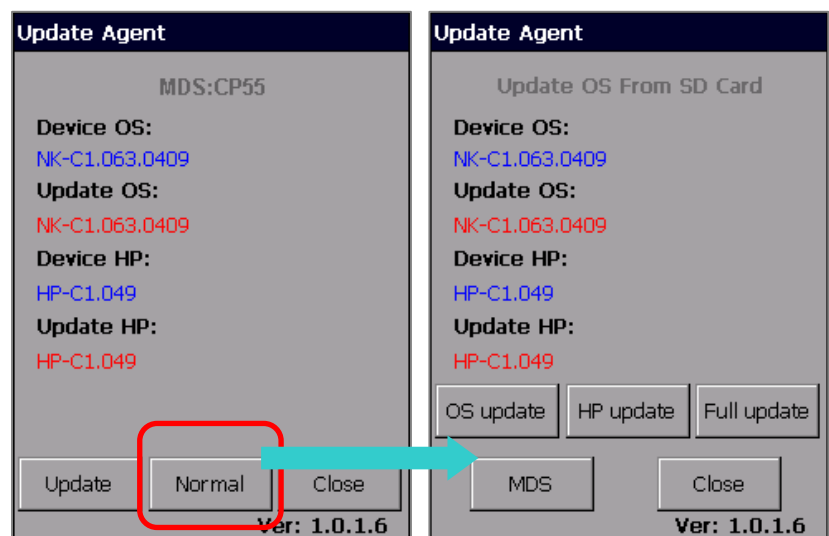 Update Agent
MDS:CP55
Device OS:
NK-C1.063.0409
Update OS:
NK-C1.063.0409
Device HP:
HP-C1.049
Update HP:
HP-C1.049
Update Normal Close
Ver: 1.0.1.6
Update Agent
Update OS From SD Card
Device OS:
NK-C1.063.0409
Update OS:
NK-C1.063.0409
Device HP:
HP-C1.049
Update HP:
HP-C1.049
OS update HP update Full update
MDS Close
Ver: 1.0.1.6